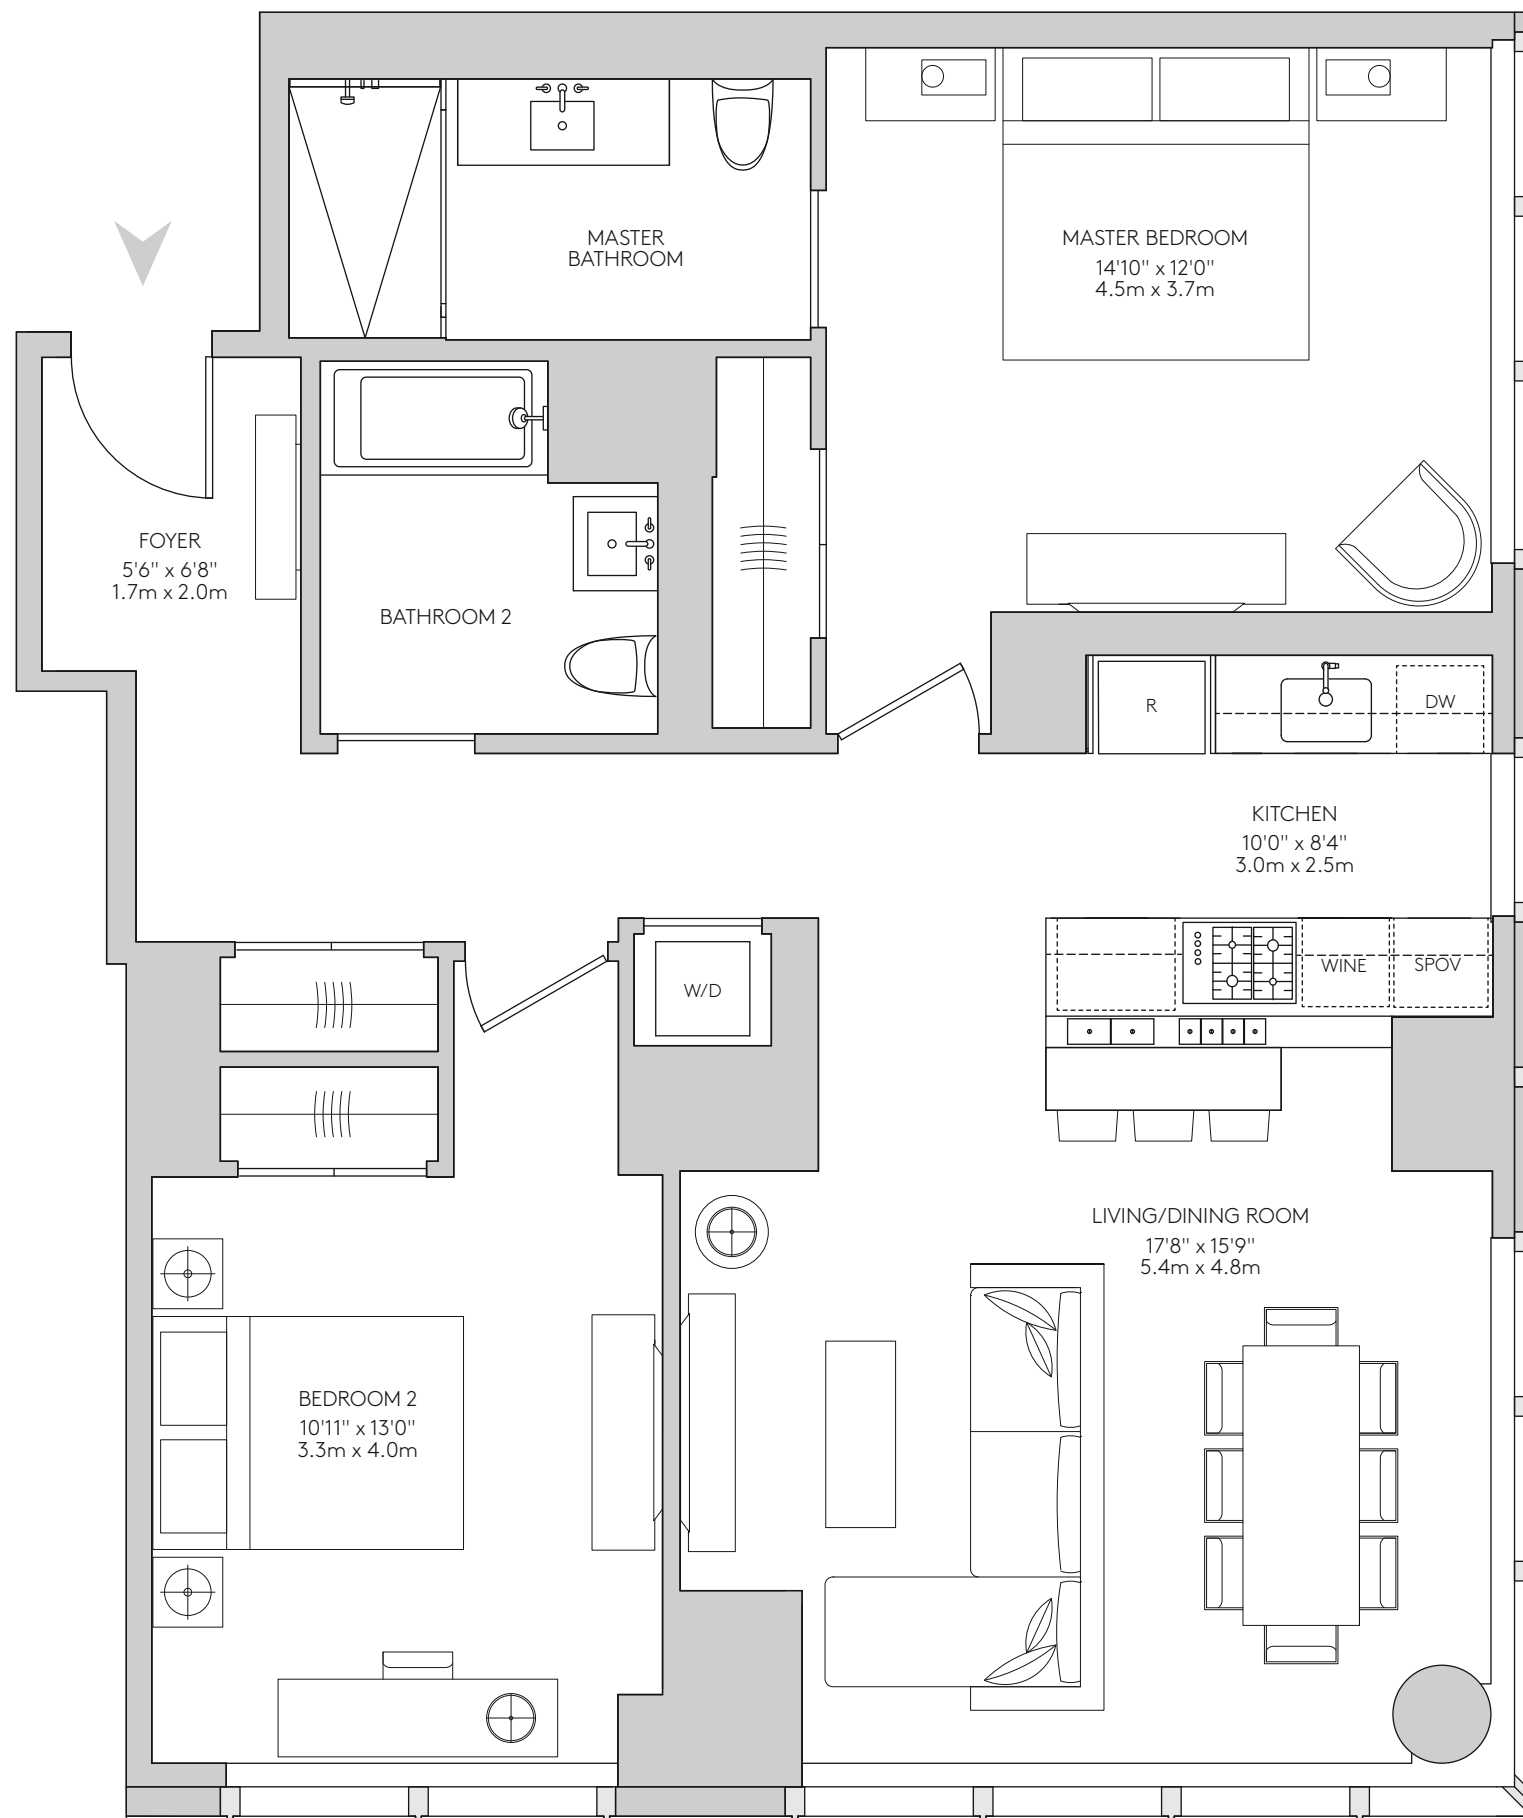 MASTER
BATHROOM
MASTER BEDROOM
14'10" x 12'0"
4.5m x 3.7m
FOYER
5'6" x 6'8"
1.7m x 2.0m
BATHROOM 2
R
DW
KITCHEN
10'0" x 8'4"
3.0m x 2.5m
W/D
WINE
SPOV
LIVING/DINING ROOM
17'8" x 15'9"
5.4m x 4.8m
BEDROOM 2
10'11" x 13'0"
3.3m x 4.0m